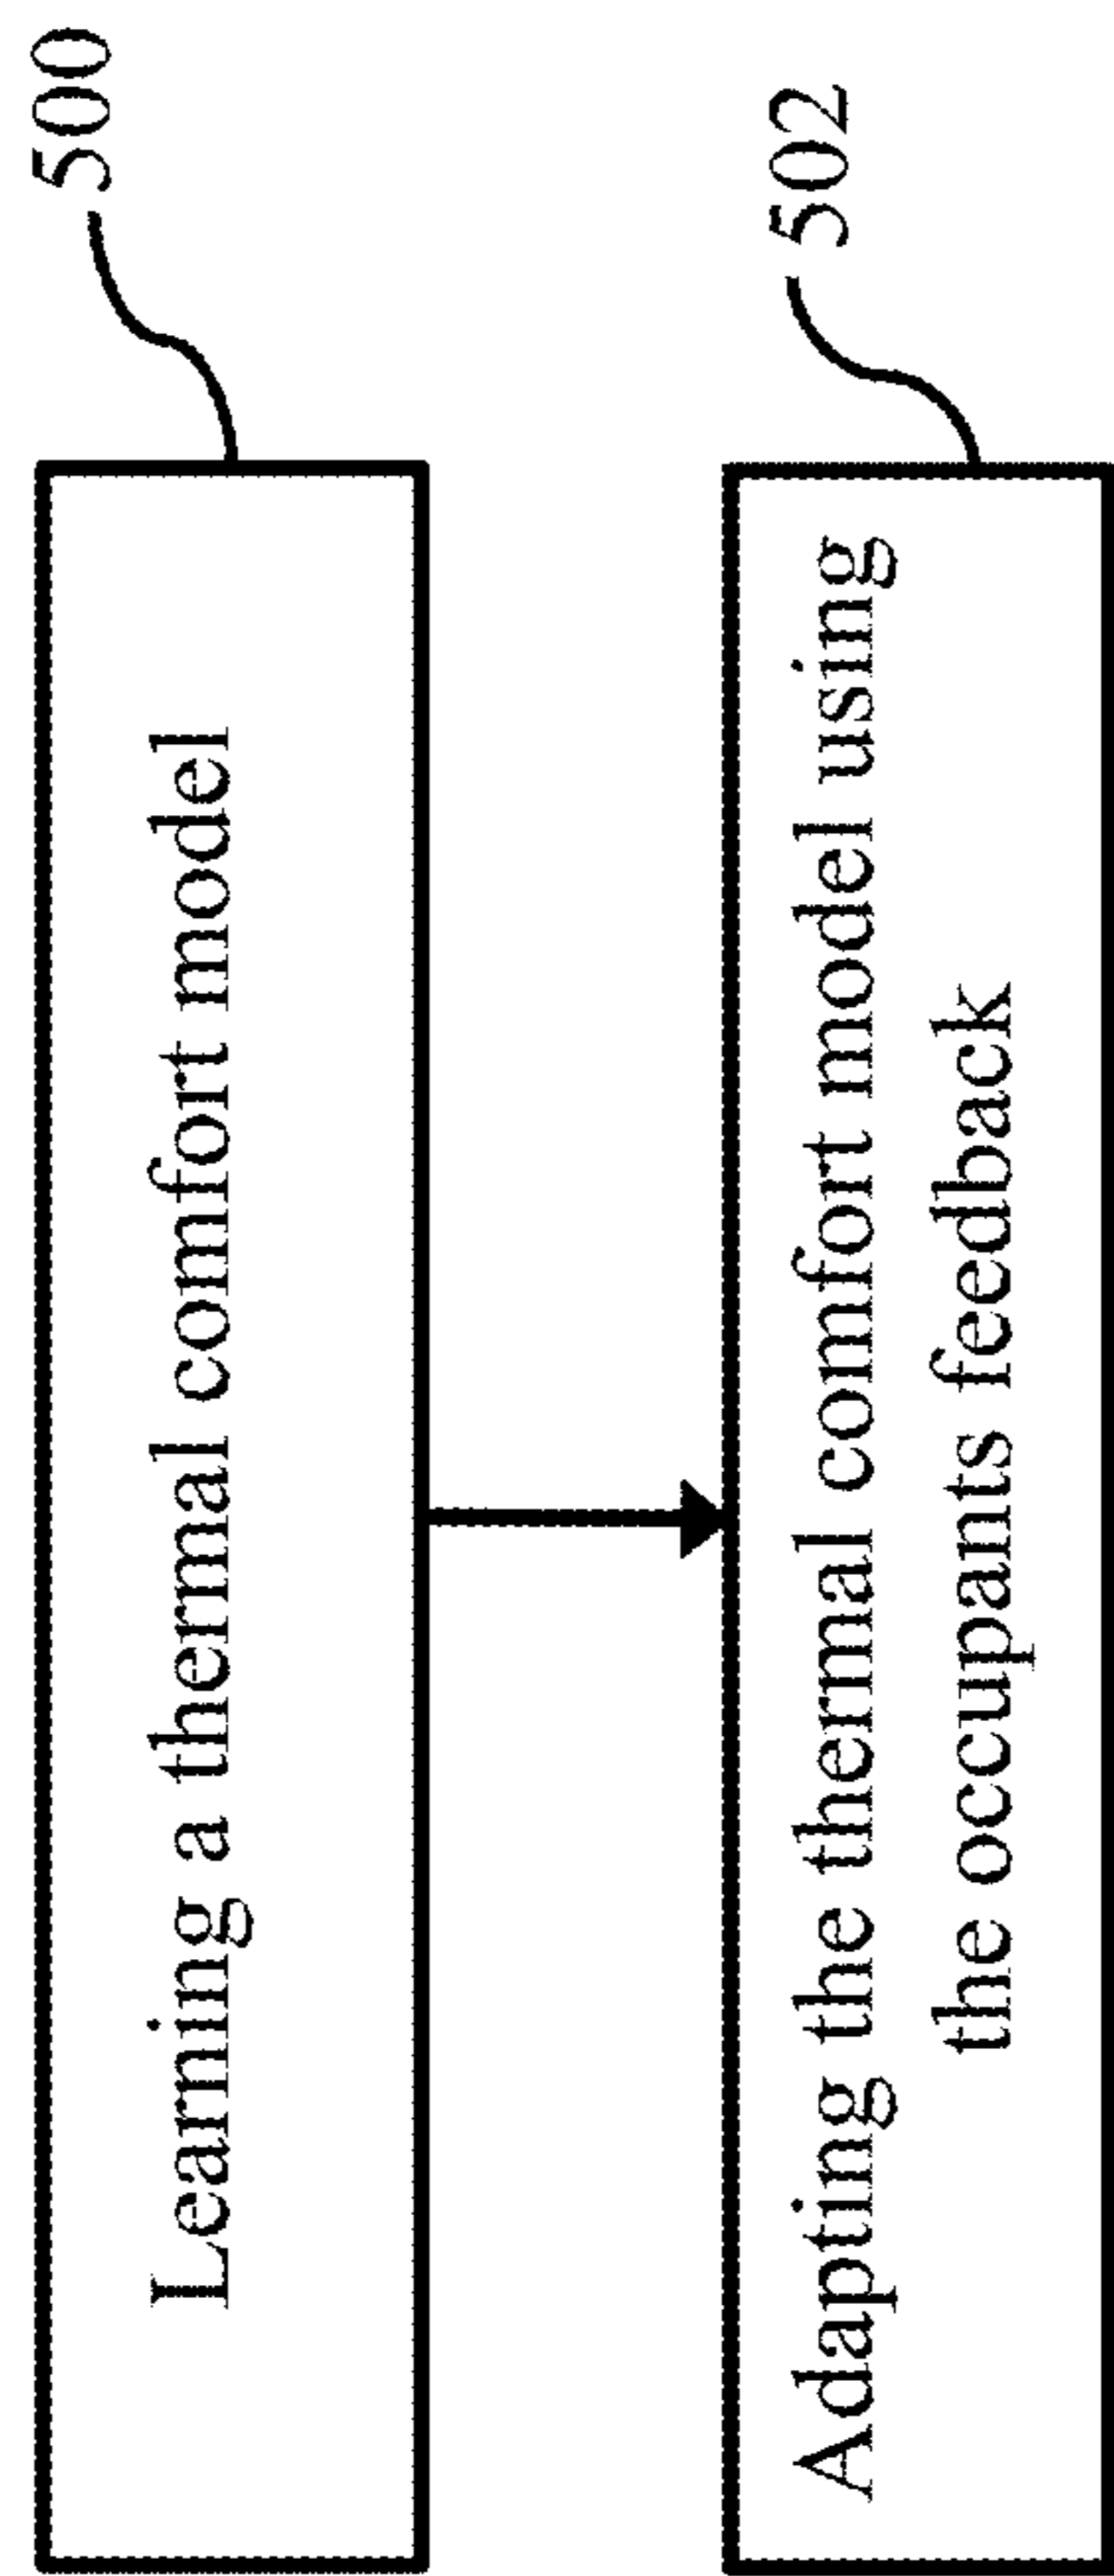 500
Learning a thermal comfort model
502
Adapting the thermal comfort model using
the occupants feedback